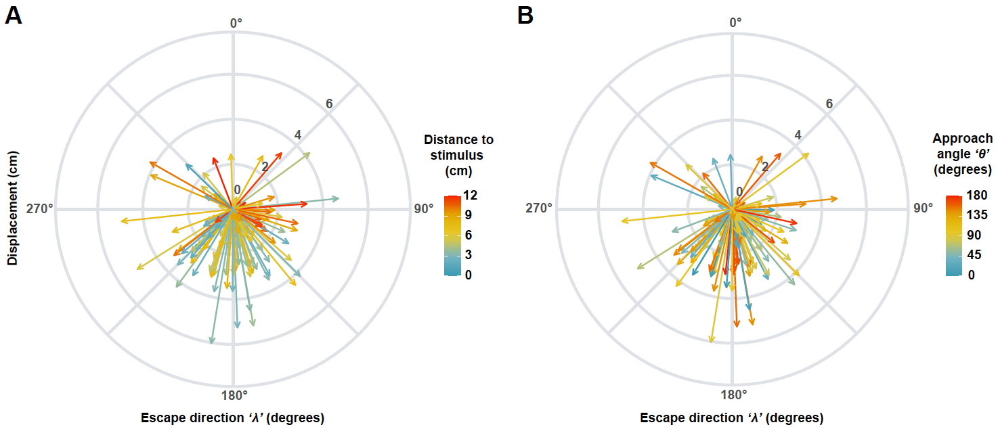 A
0°
6
4
2
0
270°
90°
180°
Displacement (cm)
Escape direction ‘λ’ (degrees)
Distance to
stimulus
(cm)
12
9
6
3
0
B
0°
6
4
2
0
270°
90°
180°
Escape direction ‘λ’ (degrees)
Approach
angle ‘θ’
(degrees)
180
135
90
45
0